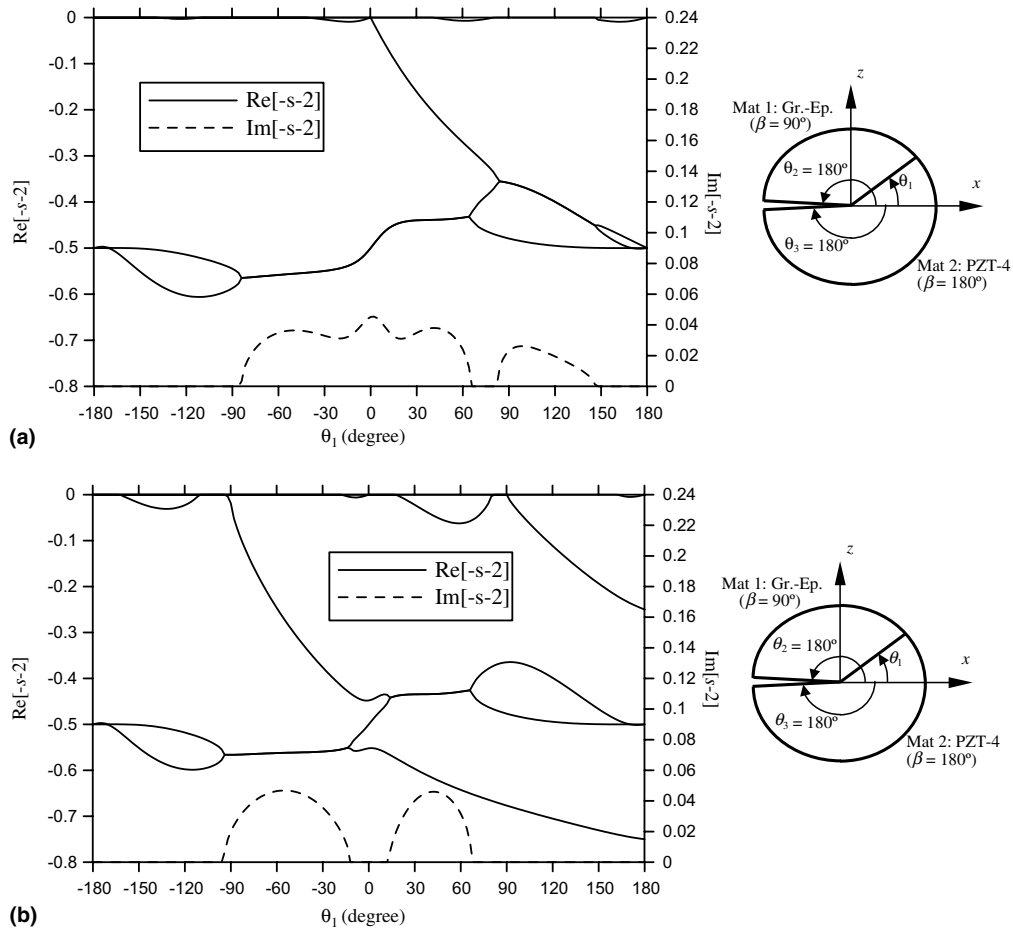 0
-0.1
-0.2
-0.3
-0.4
-0.5
-0.6
-0.7
-0.8
Re[-s-2]
Re[-s-2]
Im[-s-2]
0.24
0.22
0.2
0.18
0.16
0.14
0.12
0.1
0.08
0.06
0.04
0.02
0
Im[-s-2]
-180 -150 -120 -90 -60 -30 0 30 60 90 120 150 180
θ1 (degree)
(a)
z
Mat 1: Gr.-Ep.
(β = 90º)
θ2 = 180º
θ1
x
θ3 = 180º
Mat 2: PZT-4
(β = 180º)
0
-0.1
-0.2
-0.3
-0.4
-0.5
-0.6
-0.7
-0.8
Re[-s-2]
Re[-s-2]
Im[-s-2]
0.24
0.22
0.2
0.18
0.16
0.14
0.12
0.1
0.08
0.06
0.04
0.02
0
Im[-s-2]
-180 -150 -120 -90 -60 -30 0 30 60 90 120 150 180
θ1 (degree)
(b)
z
Mat 1: Gr.-Ep.
(β = 90º)
θ2 = 180º
θ1
x
θ3 = 180º
Mat 2: PZT-4
(β = 180º)